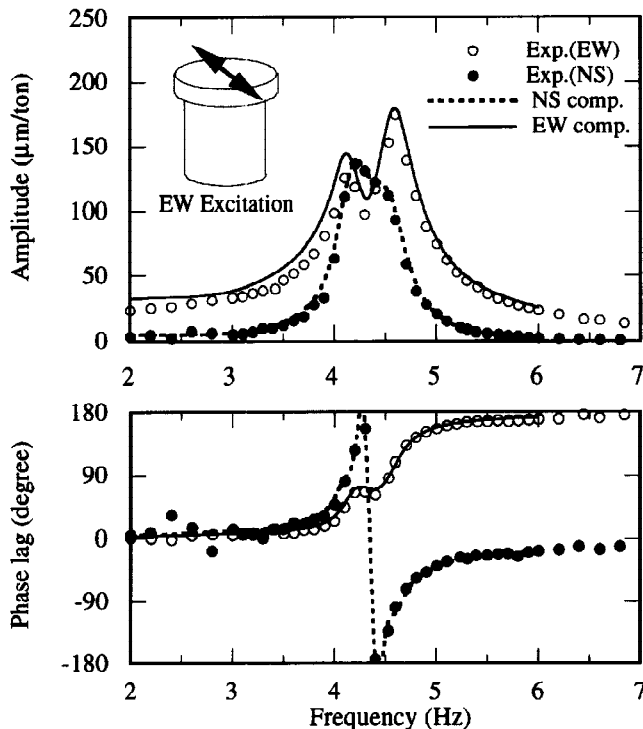 250
200
150
100
50
0
Amplitude (μm/ton)
EW Excitation
Exp.(EW)
Exp.(NS)
NS comp.
EW comp.
2 3 4 5 6 7
180
90
0
-90
-180
Phase lag (degree)
2 3 4 5 6 7
Frequency (Hz)